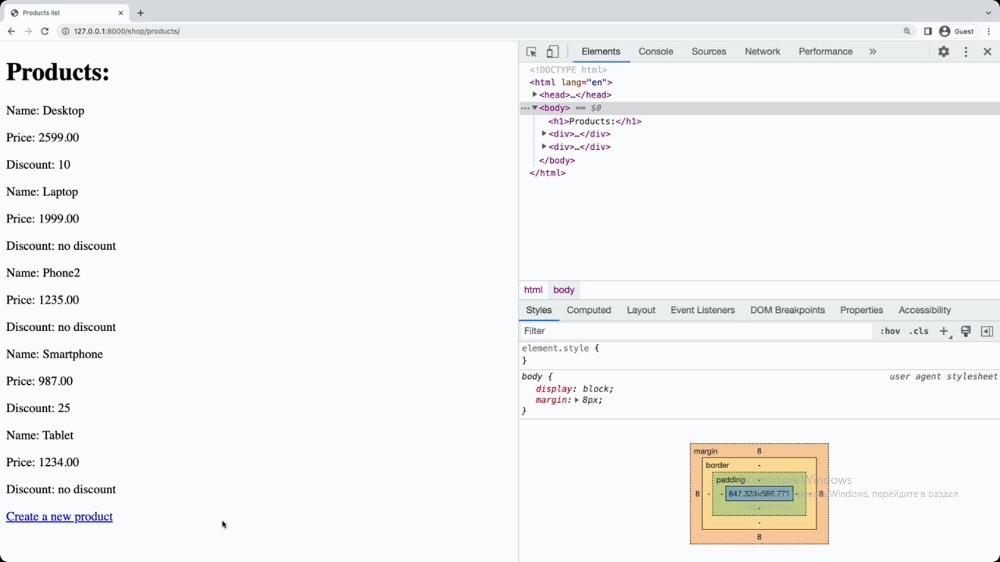 Products list
127.0.0.1:8000/shop/products/
Guest
Products:
Name: Desktop
Price: 2599.00
Discount: 10
Name: Laptop
Price: 1999.00
Discount: no discount
Name: Phone2
Price: 1235.00
Discount: no discount
Name: Smartphone
Price: 987.00
Discount: 25
Name: Tablet
Price: 1234.00
Discount: no discount
Create a new product
Elements Console Sources Network Performance »
<!DOCTYPE html>
<html lang="en">
<head>…</head>
<body> == $0
<h1>Products:</h1>
<div>…</div>
<div>…</div>
</body>
</html>
html body
Styles Computed Layout Event Listeners DOM Breakpoints Properties Accessibility
Filter :hov .cls
element.style {
}
body { user agent stylesheet
display: block;
margin: 8px;
}
margin 8
border -
padding -
8 - - 647.333×598.771 - 8
-
-
8
Активация Windows
Windows, перейдите в раздел
"Параметры".